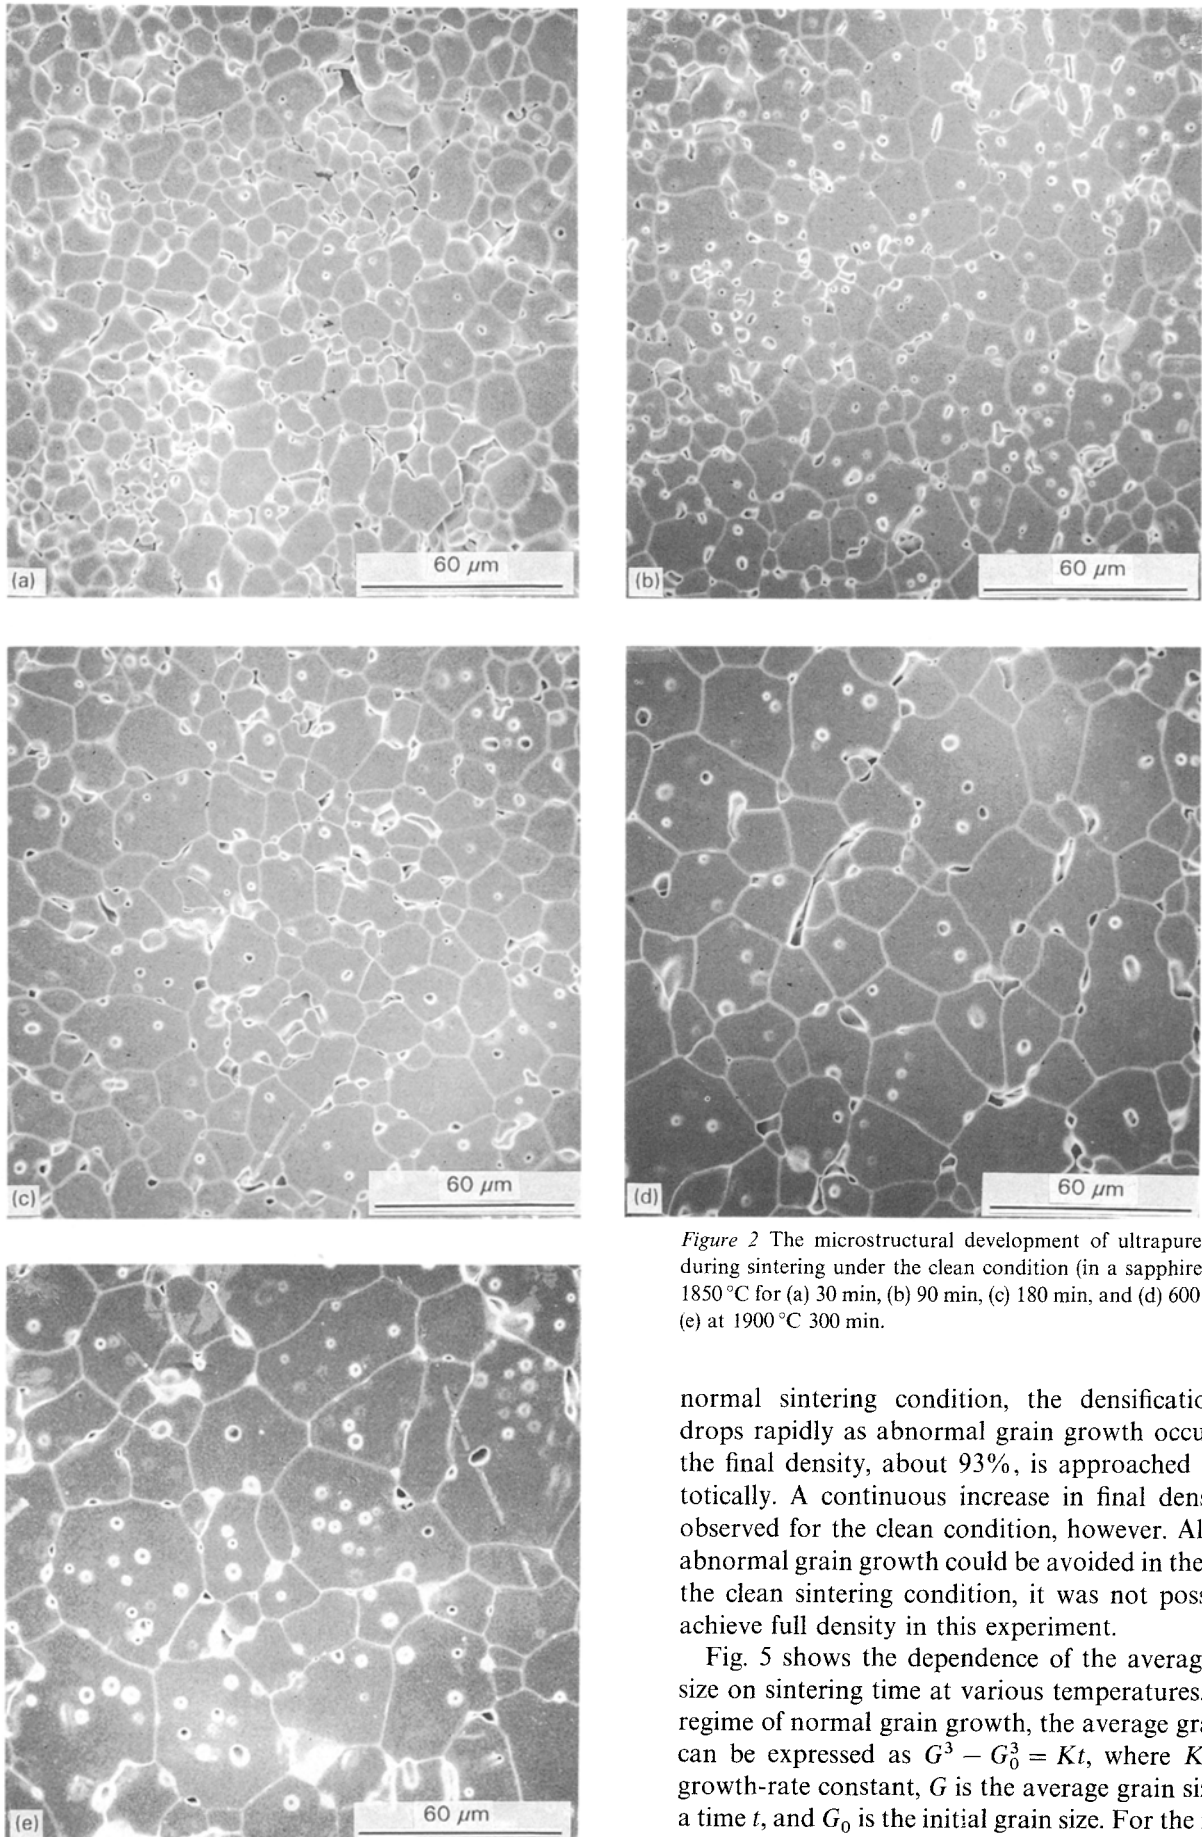 60 µm
(a)
60 µm
(b)
60 µm
(c)
60 µm
(d)
Figure 2 The microstructural development of ultrapure
during sintering under the clean condition (in a sapphire
1850 °C for (a) 30 min, (b) 90 min, (c) 180 min, and (d) 600
(e) at 1900 °C 300 min.
60 µm
(e)
normal sintering condition, the densificatio
drops rapidly as abnormal grain growth occu
the final density, about 93%, is approached
totically. A continuous increase in final dens
observed for the clean condition, however. Al
abnormal grain growth could be avoided in the
the clean sintering condition, it was not poss
achieve full density in this experiment.
Fig. 5 shows the dependence of the averag
size on sintering time at various temperatures.
regime of normal grain growth, the average gra
can be expressed as G³ − G₀³ = Kt, where K
growth-rate constant, G is the average grain siz
a time t, and G₀ is the initial grain size. For the